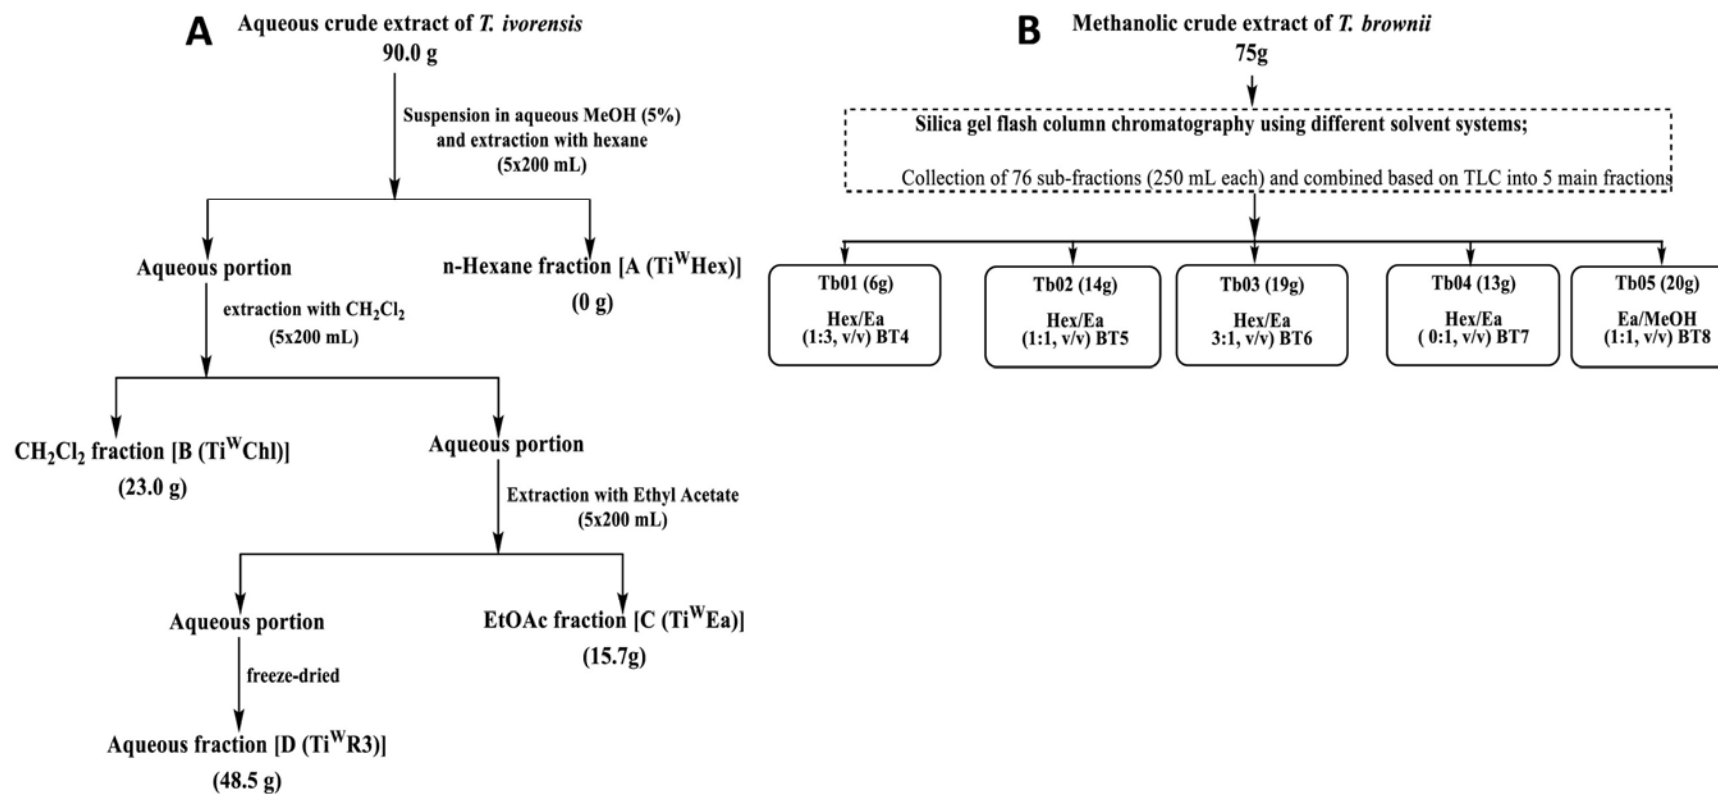 A
Aqueous crude extract of T. ivorensis
90.0 g
Suspension in aqueous MeOH (5%)
and extraction with hexane
(5x200 mL)
Aqueous portion
n-Hexane fraction [A (Ti^WHex)]
(0 g)
extraction with CH₂Cl₂
(5x200 mL)
CH₂Cl₂ fraction [B (Ti^WChl)]
(23.0 g)
Aqueous portion
Extraction with Ethyl Acetate
(5x200 mL)
Aqueous portion
EtOAc fraction [C (Ti^WEa)]
(15.7g)
freeze-dried
Aqueous fraction [D (Ti^WR3)]
(48.5 g)
B
Methanolic crude extract of T. brownii
75g
Silica gel flash column chromatography using different solvent systems;
Collection of 76 sub-fractions (250 mL each) and combined based on TLC into 5 main fractions
Tb01 (6g)
Hex/Ea
(1:3, v/v) BT4
Tb02 (14g)
Hex/Ea
(1:1, v/v) BT5
Tb03 (19g)
Hex/Ea
3:1, v/v) BT6
Tb04 (13g)
Hex/Ea
( 0:1, v/v) BT7
Tb05 (20g)
Ea/MeOH
(1:1, v/v) BT8